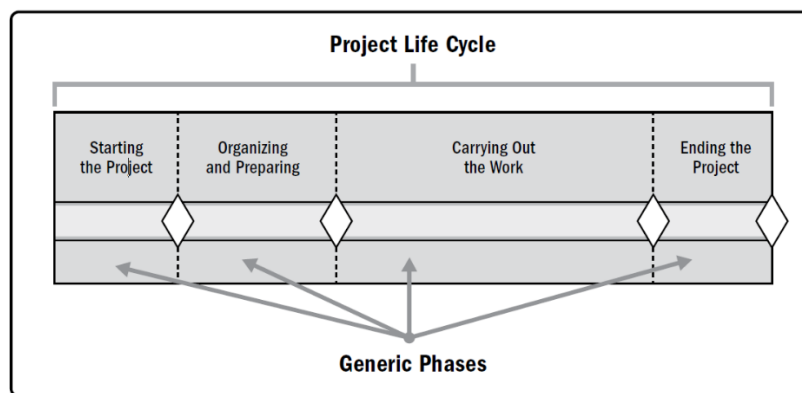 Project Life Cycle
Starting
the Project
Organizing
and Preparing
Carrying Out
the Work
Ending the
Project
Generic Phases